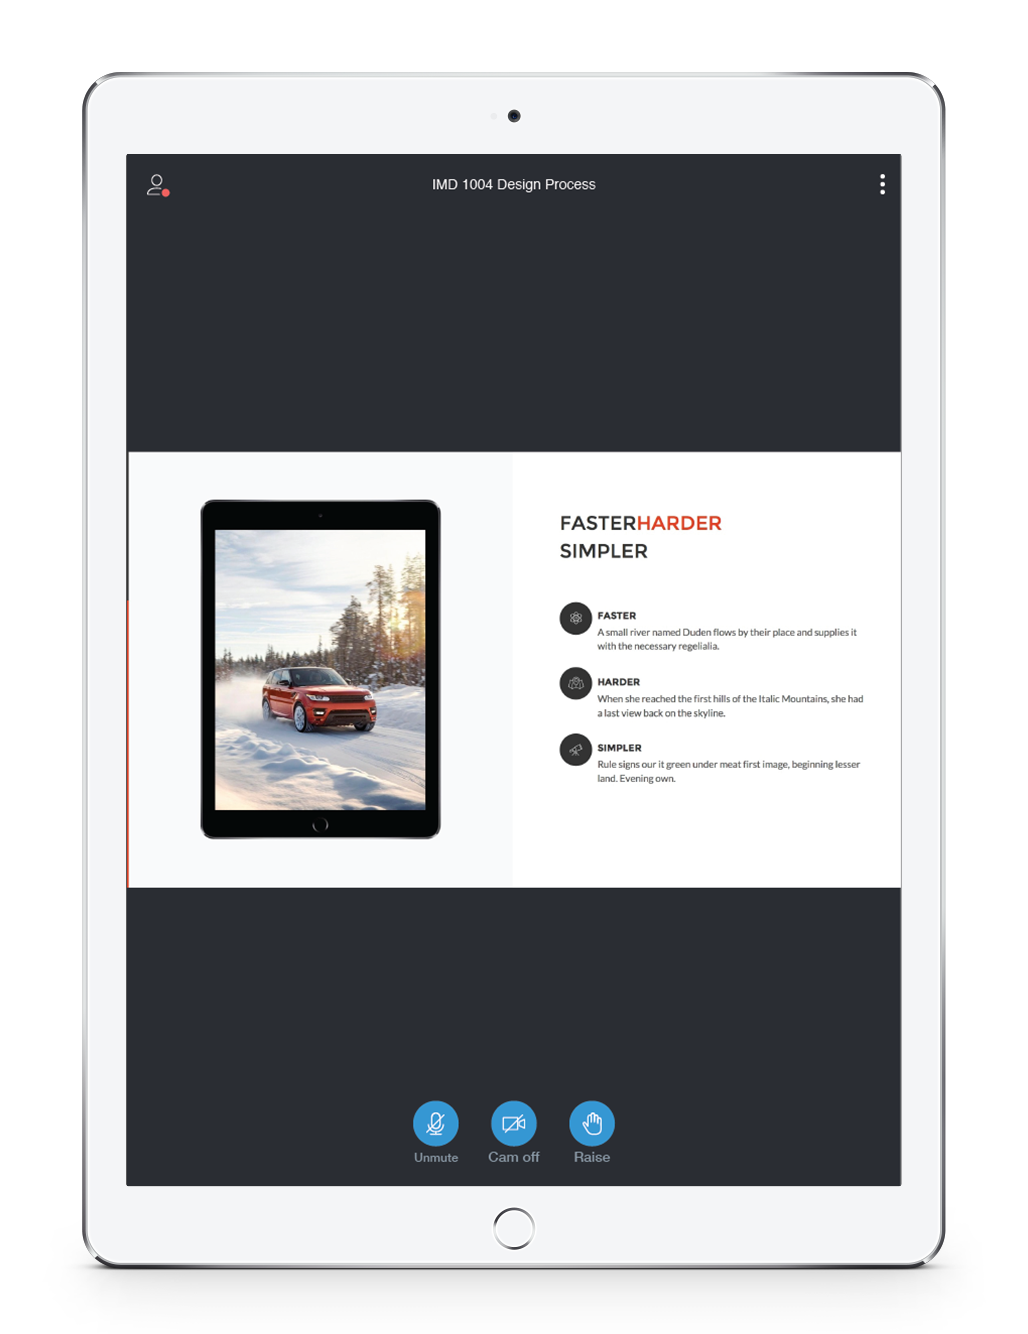 IMD 1004 Design Process
FASTERHARDER
SIMPLER
FASTER
A small river named Duden flows by their place and supplies it
with the necessary regelialia.
HARDER
When she reached the first hills of the Italic Mountains, she had
a last view back on the skyline.
SIMPLER
Rule signs our it green under meat first image, beginning lesser
land. Evening own.
Unmute
Cam off
Raise